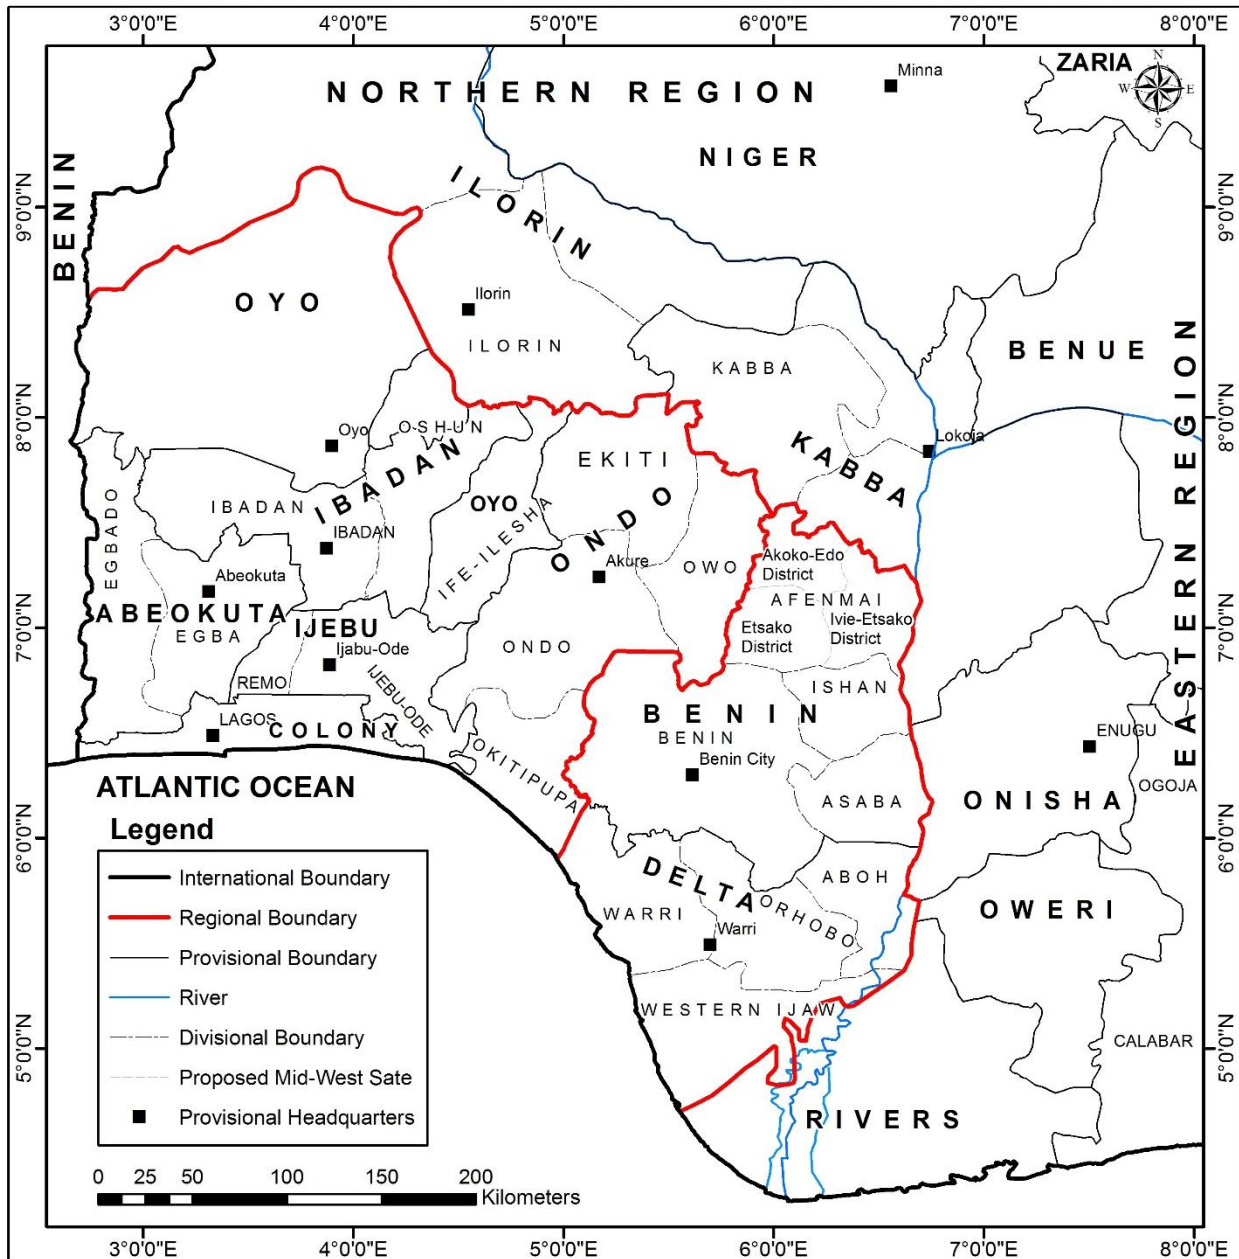 3°0'0"E 4°0'0"E 5°0'0"E 6°0'0"E 7°0'0"E 8°0'0"E
ZARIA
N
W E
S
Minna
NORTHERN REGION
NIGER
BENIN
ILORIN
9°0'0"N 9°0'0"N
OYO
Ilorin
ILORIN
BENUE
KABBA
EASTERN REGION
8°0'0"N 8°0'0"N
OSHUN
Oyo
Lokoja
KABBA
EKITI
IBADAN
IBADAN
OYO
EGBADO
IBADAN
IFE-ILESHA
ONDO
Akoko-Edo
District
Akure
OWO
Abeokuta
AFENMAI
ABEOKUTA
IJEBU
EGBA
Ivie-Etsako
District
Etsako
District
7°0'0"N 7°0'0"N
Ijabu-Ode
ONDO
REMO
IJEBU-ODE
ISHAN
LAGOS
COLONY
BENIN
BENIN
ENUGU
Benin City
OKITIPUPA
OGOJA
ATLANTIC OCEAN
ASABA
ONISHA
6°0'0"N 6°0'0"N
DELTA
ABOH
WARRI
ORHOBO
OWERI
Warri
WESTERN IJAW
5°0'0"N 5°0'0"N
CALABAR
RIVERS
Legend
International Boundary
Regional Boundary
Provisional Boundary
River
Divisional Boundary
Proposed Mid-West Sate
Provisional Headquarters
0 25 50 100 150 200
Kilometers
3°0'0"E 4°0'0"E 5°0'0"E 6°0'0"E 7°0'0"E 8°0'0"E